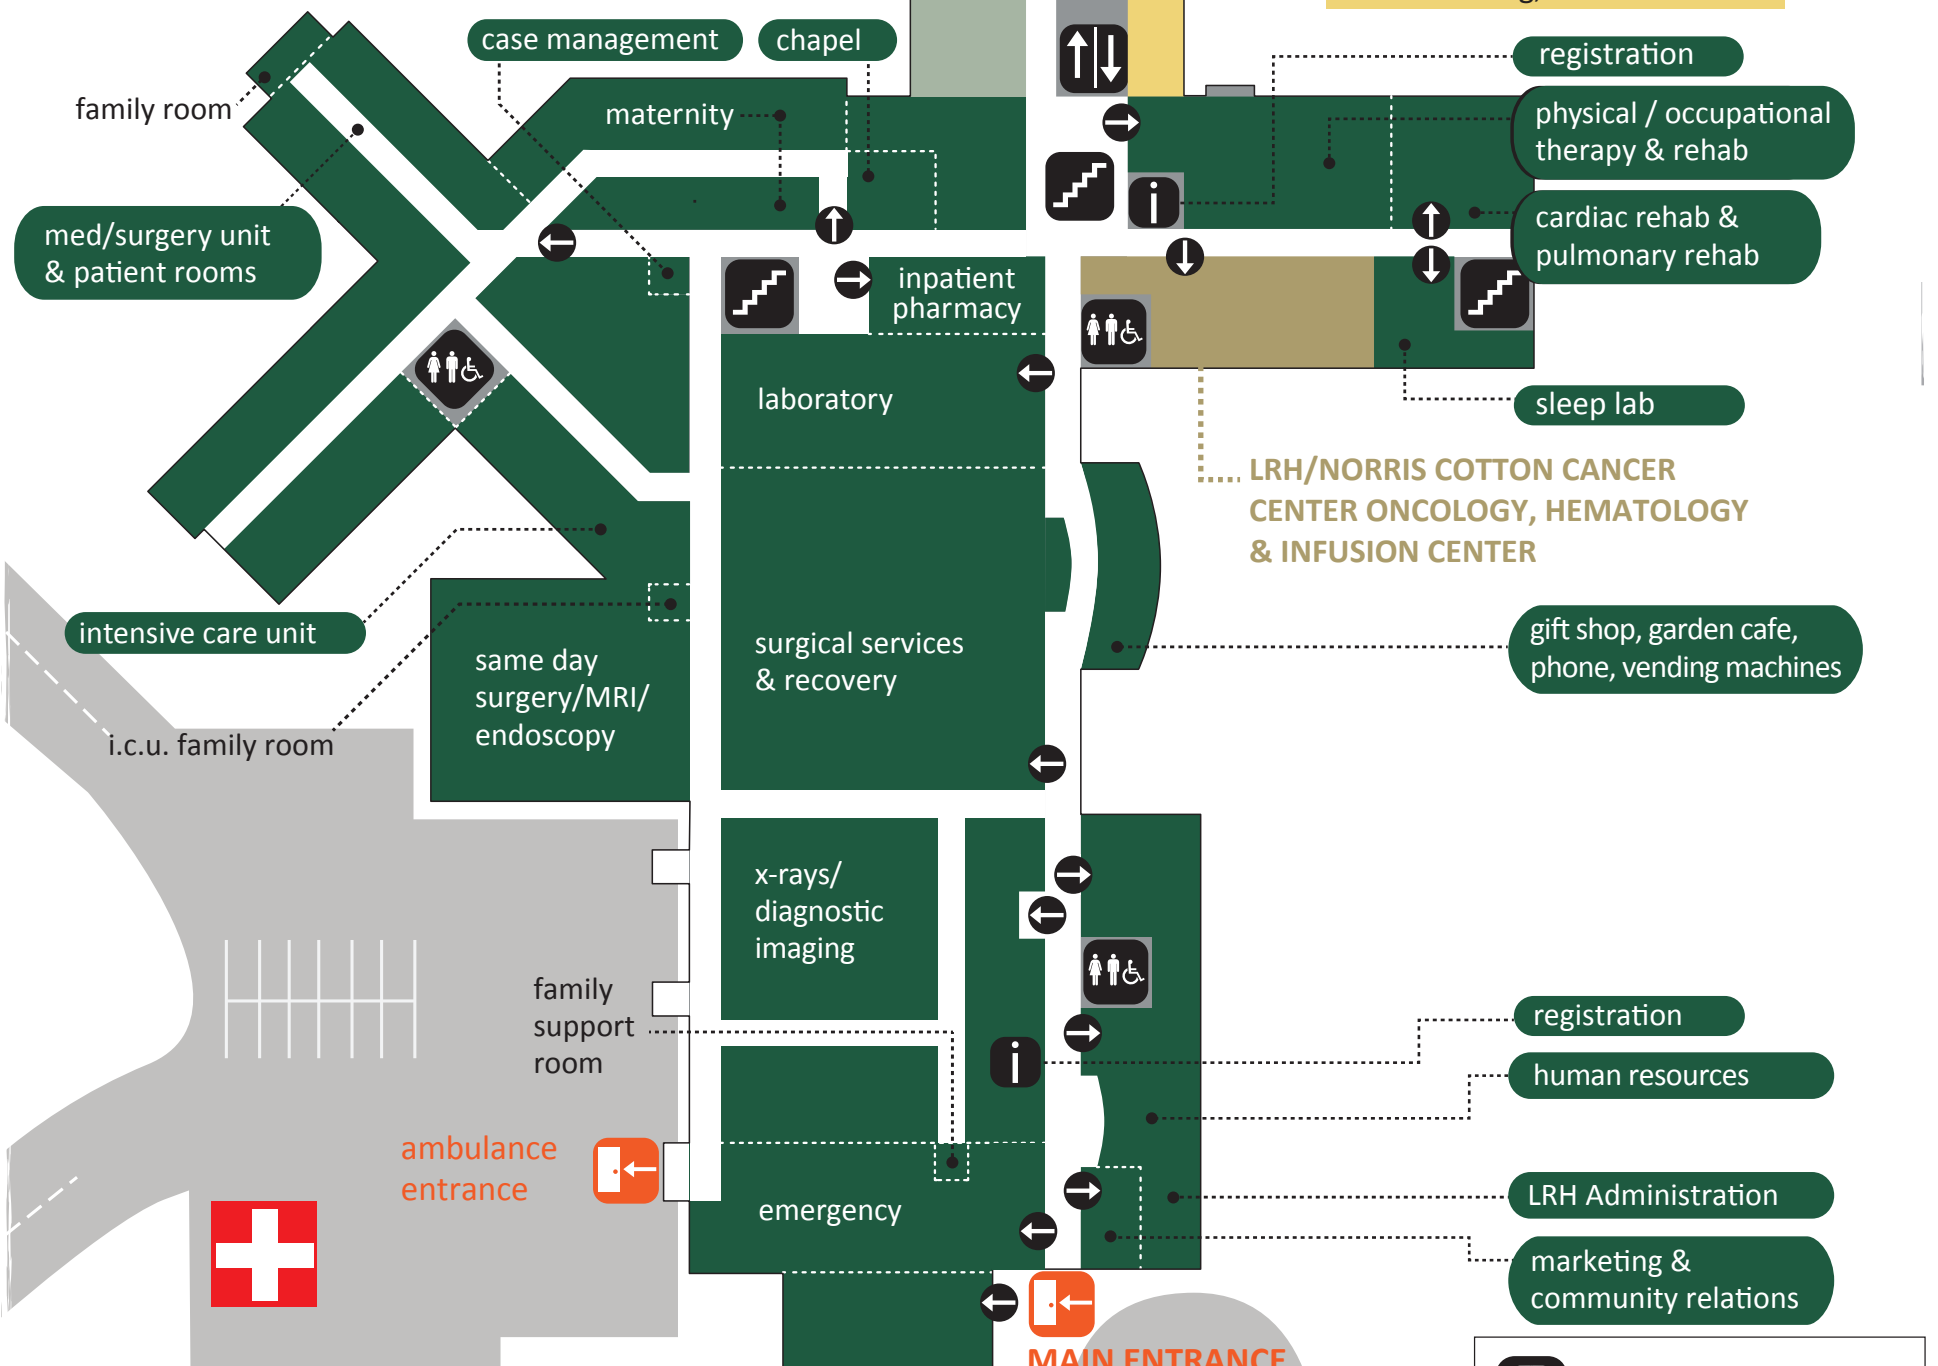 case management
chapel
registration
family room
maternity
physical / occupational
therapy & rehab
med/surgery unit
& patient rooms
cardiac rehab &
pulmonary rehab
inpatient
pharmacy
laboratory
sleep lab
LRH/NORRIS COTTON CANCER
CENTER ONCOLOGY, HEMATOLOGY
& INFUSION CENTER
intensive care unit
same day
surgery/MRI/
endoscopy
surgical services
& recovery
gift shop, garden cafe,
phone, vending machines
i.c.u. family room
x-rays/
diagnostic
imaging
family
support
room
i
i
registration
human resources
ambulance
entrance
emergency
LRH Administration
marketing &
community relations
MAIN ENTRANCE